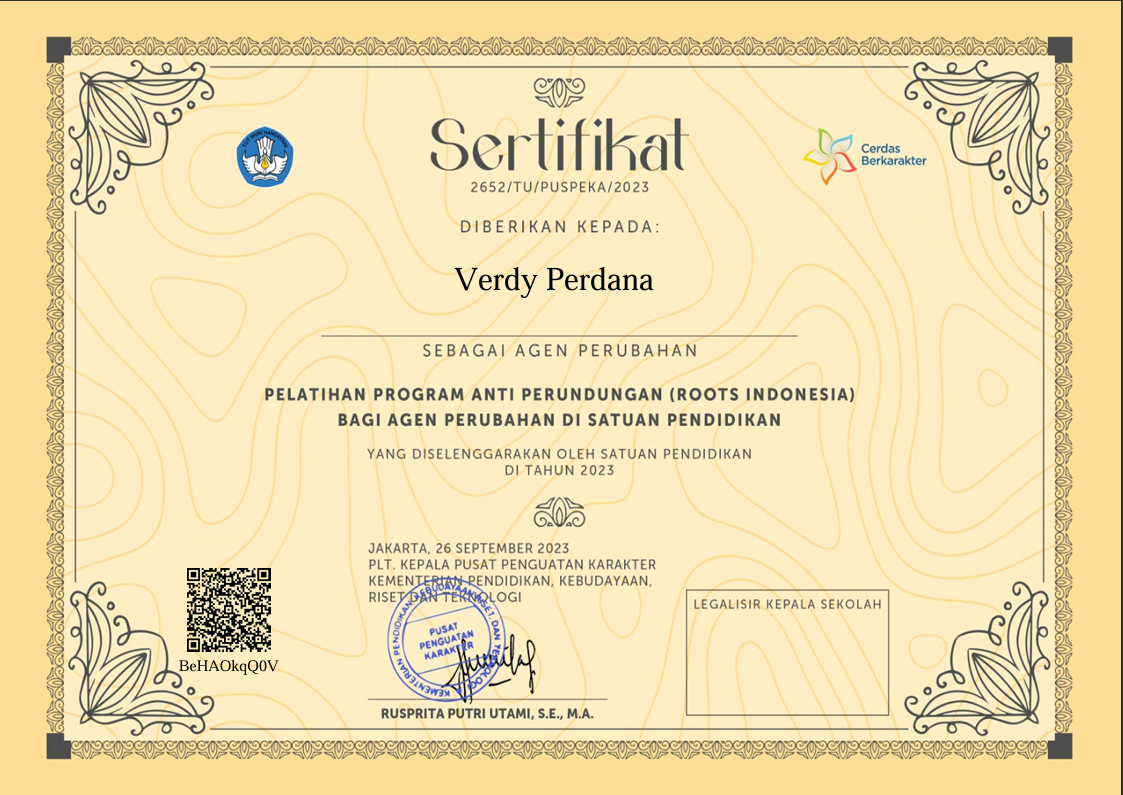 TUT WURI HANDAYANI
Sertifikat
Cerdas
Berkarakter
2652/TU/PUSPEKA/2023
DIBERIKAN KEPADA:
Verdy Perdana
SEBAGAI AGEN PERUBAHAN
PELATIHAN PROGRAM ANTI PERUNDUNGAN (ROOTS INDONESIA)
BAGI AGEN PERUBAHAN DI SATUAN PENDIDIKAN
YANG DISELENGGARAKAN OLEH SATUAN PENDIDIKAN
DI TAHUN 2023
JAKARTA, 26 SEPTEMBER 2023
PLT. KEPALA PUSAT PENGUATAN KARAKTER
KEMENTERIAN PENDIDIKAN, KEBUDAYAAN,
RISET DAN TEKNOLOGI
KEMENTERIAN PENDIDIKAN, KEBUDAYAAN, RISET, DAN TEKNOLOGI
PUSAT
PENGUATAN
KARAKTER
RUSPRITA PUTRI UTAMI, S.E., M.A.
BeHAOkqQ0V
LEGALISIR KEPALA SEKOLAH